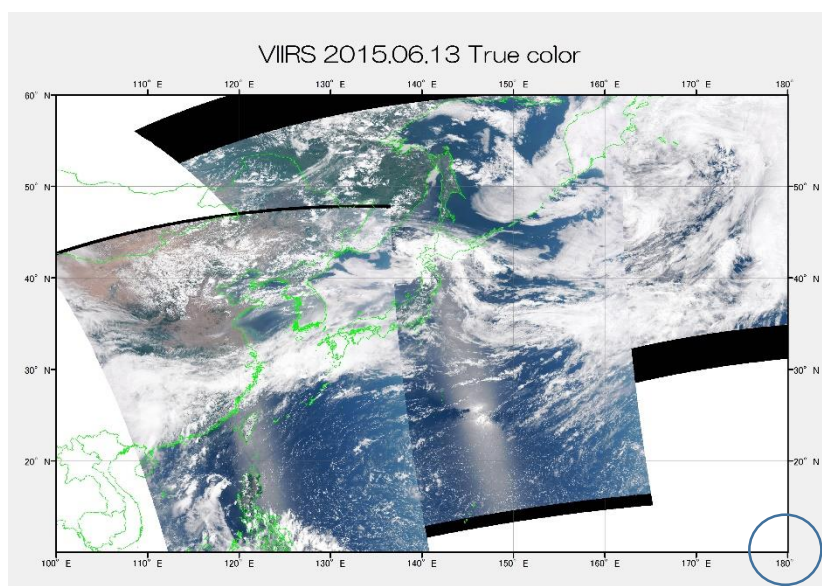 VIIRS 2015.06.13 True color
110° E 120° E 130° E 140° E 150° E 160° E 170° E 180°
60° N
50° N 50° N
40° N 40° N
30° N 30° N
20° N 20° N
100° E 110° E 120° E 130° E 140° E 150° E 160° E 170° E 180°